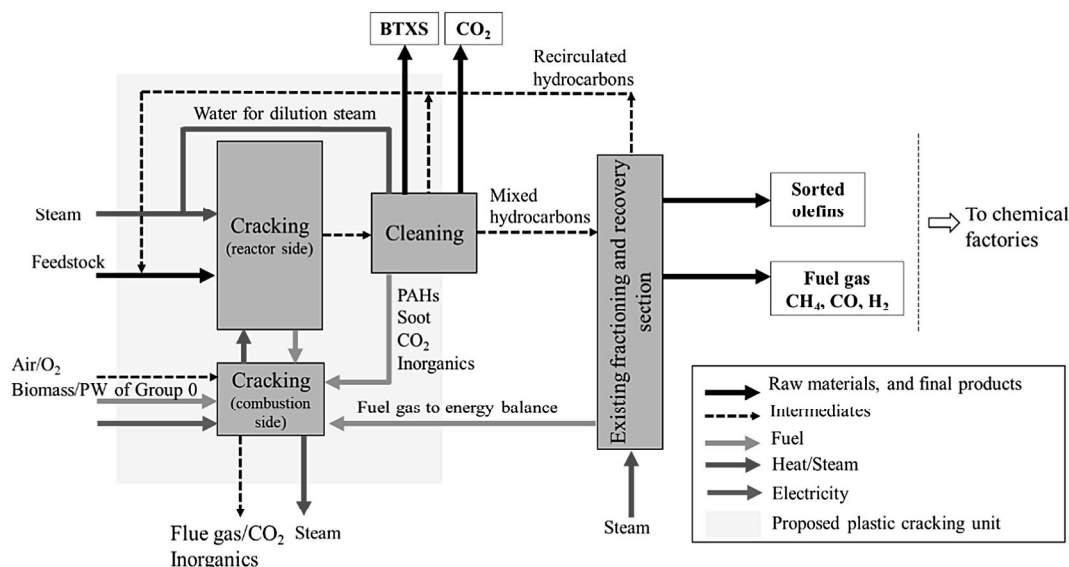 BTXS
CO₂
Recirculated
hydrocarbons
Water for dilution steam
Steam
Feedstock
Cracking
(reactor side)
Cleaning
Mixed
hydrocarbons
Existing fractioning and recovery
section
Sorted
olefins
Fuel gas
CH₄, CO, H₂
To chemical
factories
PAHs
Soot
CO₂
Inorganics
Air/O₂
Biomass/PW of Group 0
Cracking
(combustion
side)
Fuel gas to energy balance
Flue gas/CO₂
Inorganics
Steam
Steam
Raw materials, and final products
Intermediates
Fuel
Heat/Steam
Electricity
Proposed plastic cracking unit